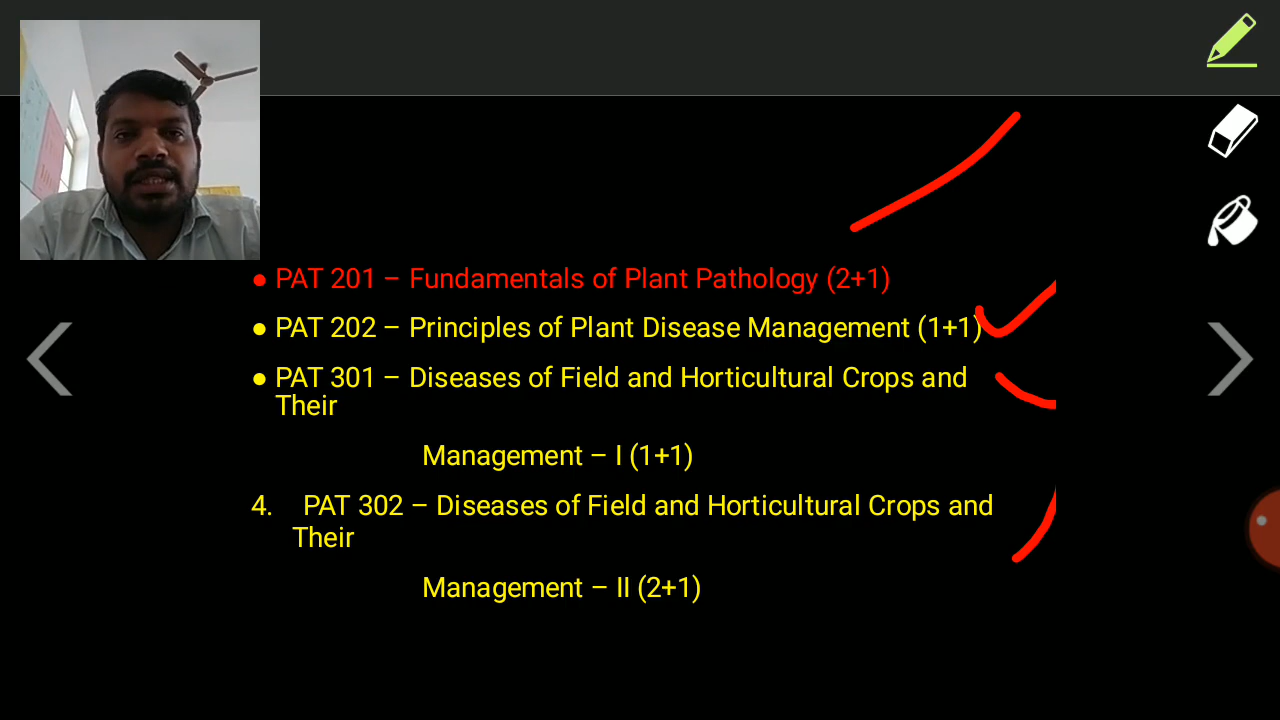 ● PAT 201 – Fundamentals of Plant Pathology (2+1)
● PAT 202 – Principles of Plant Disease Management (1+1)
● PAT 301 – Diseases of Field and Horticultural Crops and
Their
Management – I (1+1)
4. PAT 302 – Diseases of Field and Horticultural Crops and
Their
Management – II (2+1)